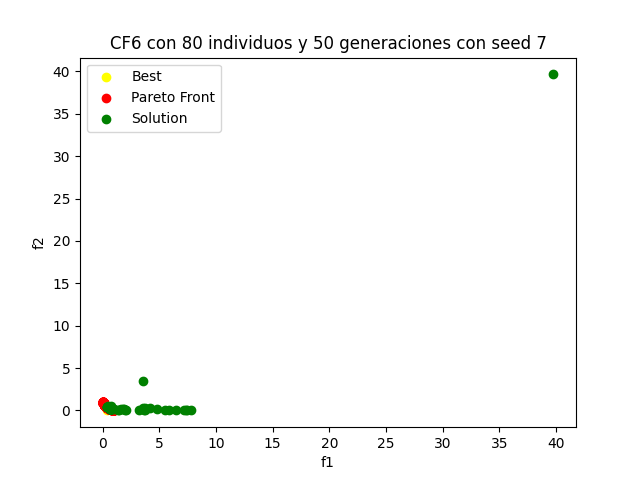 CF6 con 80 individuos y 50 generaciones con seed 7
Best
Pareto Front
Solution
40
35
30
25
20
15
10
5
0
f2
0 5 10 15 20 25 30 35 40
f1